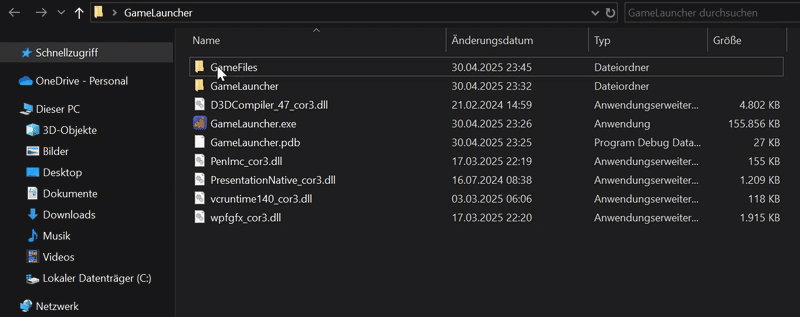 GameLauncher
GameLauncher durchsuchen
Schnellzugriff
OneDrive - Personal
Dieser PC
3D-Objekte
Bilder
Desktop
Dokumente
Downloads
Musik
Videos
Lokaler Datenträger (C:)
Netzwerk
Name Änderungsdatum Typ Größe
GameFiles 30.04.2025 23:45 Dateiordner
GameLauncher 30.04.2025 23:32 Dateiordner
D3DCompiler_47_cor3.dll 21.02.2024 14:59 Anwendungserweiter... 4.802 KB
GameLauncher.exe 30.04.2025 23:26 Anwendung 155.856 KB
GameLauncher.pdb 30.04.2025 23:25 Program Debug Data... 27 KB
PenImc_cor3.dll 17.03.2025 22:19 Anwendungserweiter... 155 KB
PresentationNative_cor3.dll 16.07.2024 08:38 Anwendungserweiter... 1.209 KB
vcruntime140_cor3.dll 03.03.2025 06:06 Anwendungserweiter... 118 KB
wpfgfx_cor3.dll 17.03.2025 22:20 Anwendungserweiter... 1.915 KB